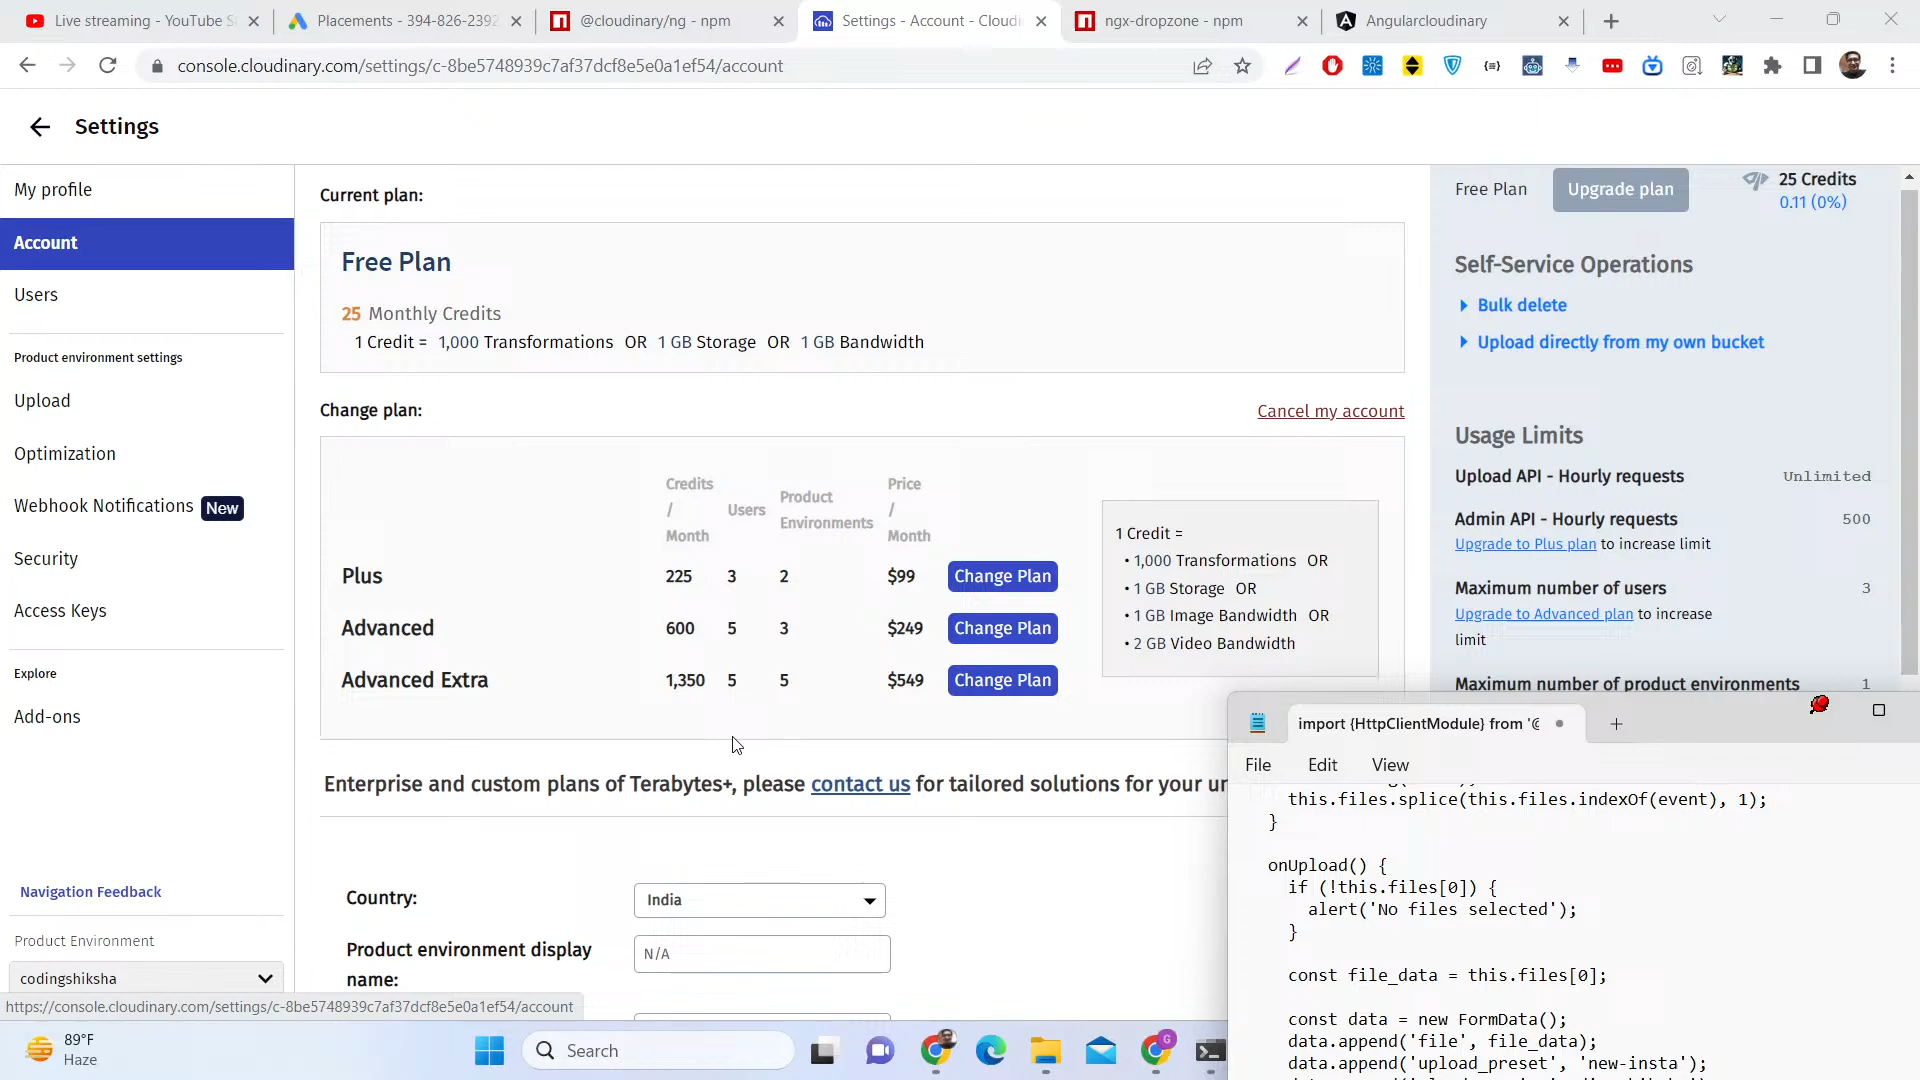 Live streaming - YouTube S
Placements - 394-826-2392
@cloudinary/ng - npm
Settings - Account - Cloudi
ngx-dropzone - npm
Angularcloudinary
console.cloudinary.com/settings/c-8be5748939c7af37dcf8e5e0a1ef54/account
Settings
My profile
Account
Users
Product environment settings
Upload
Optimization
Webhook Notifications New
Security
Access Keys
Explore
Add-ons
Navigation Feedback
Product Environment
codingshiksha
https://console.cloudinary.com/settings/c-8be5748939c7af37dcf8e5e0a1ef54/account
Current plan:
Free Plan
25 Monthly Credits
1 Credit = 1,000 Transformations OR 1 GB Storage OR 1 GB Bandwidth
Change plan:
Cancel my account
Credits / Month
Users
Product Environments
Price / Month
Plus 225 3 2 $99 Change Plan
Advanced 600 5 3 $249 Change Plan
Advanced Extra 1,350 5 5 $549 Change Plan
1 Credit =
• 1,000 Transformations OR
• 1 GB Storage OR
• 1 GB Image Bandwidth OR
• 2 GB Video Bandwidth
Enterprise and custom plans of Terabytes+, please contact us for tailored solutions for your ur
Country:
India
Product environment display
name:
N/A
Free Plan
Upgrade plan
25 Credits
0.11 (0%)
Self-Service Operations
Bulk delete
Upload directly from my own bucket
Usage Limits
Upload API - Hourly requests Unlimited
Admin API - Hourly requests 500
Upgrade to Plus plan to increase limit
Maximum number of users 3
Upgrade to Advanced plan to increase
limit
Maximum number of product environments 1
import {HttpClientModule} from '@
File Edit View
this.files.splice(this.files.indexOf(event), 1);
}
onUpload() {
if (!this.files[0]) {
alert('No files selected');
}
const file_data = this.files[0];
const data = new FormData();
data.append('file', file_data);
data.append('upload_preset', 'new-insta');
89°F
Haze
Search
G